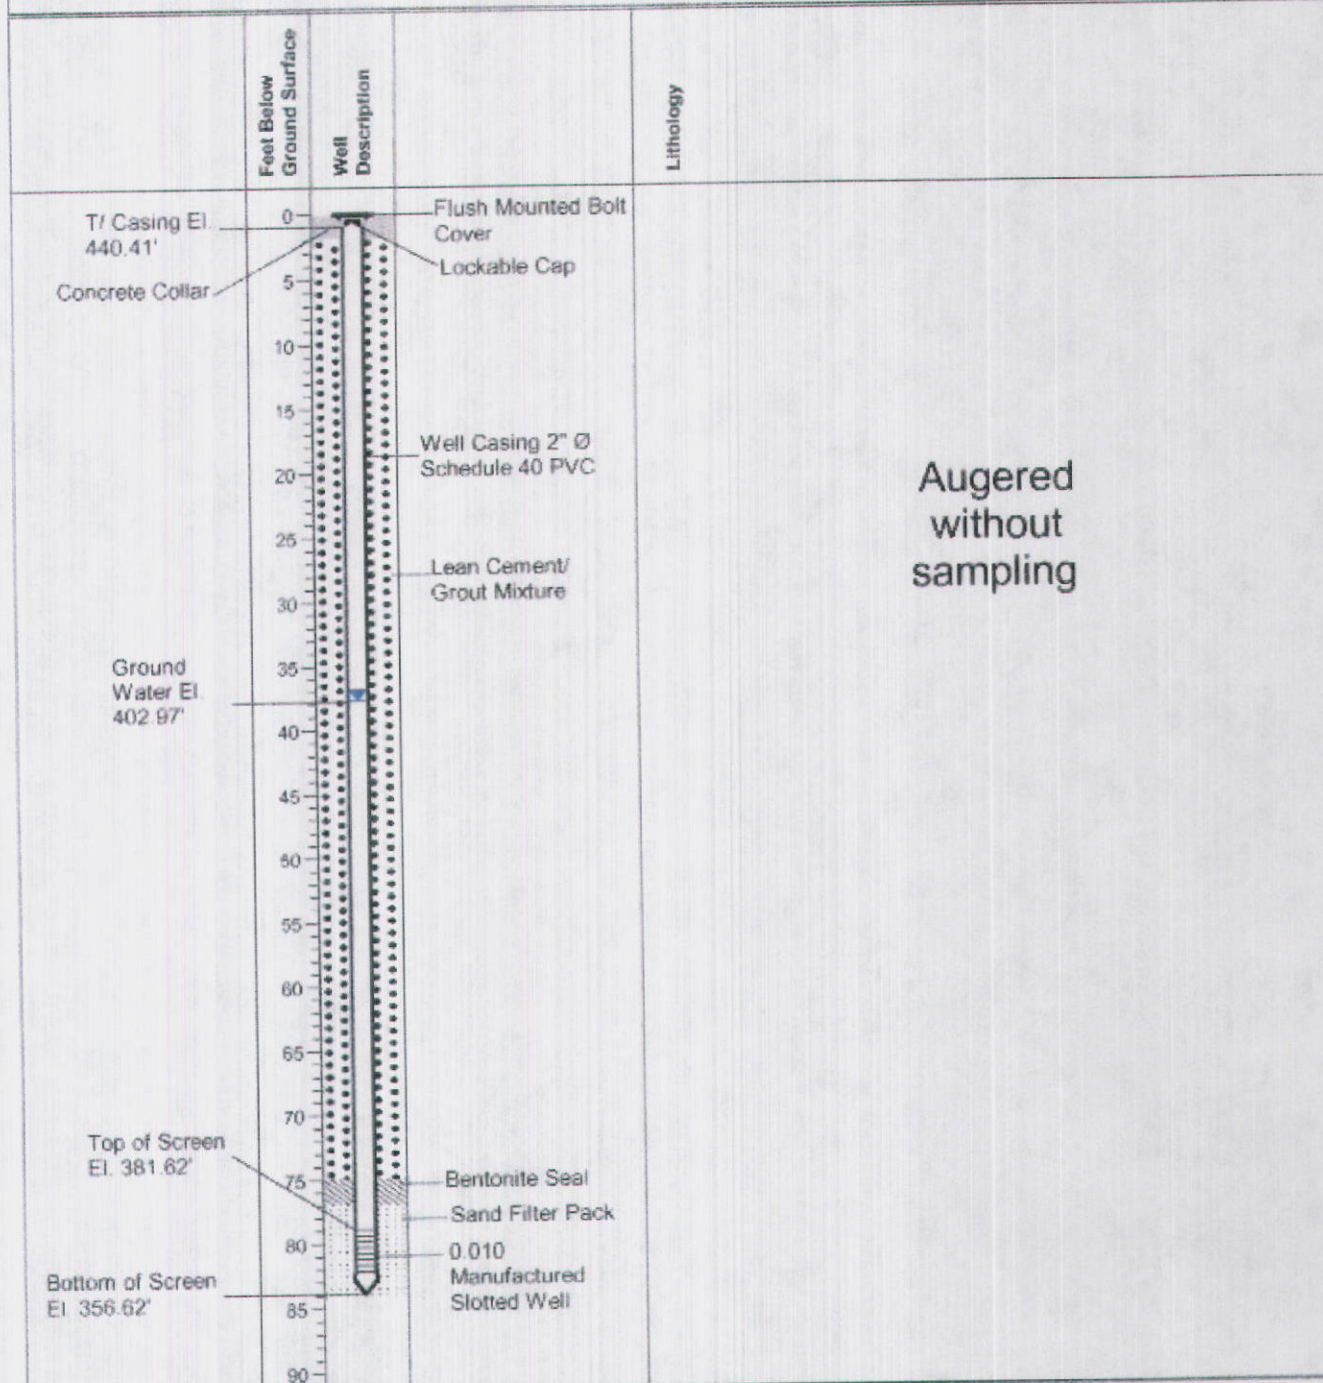 Feet Below
Ground Surface
Well
Description
Lithology
T/ Casing El.
440.41'
Concrete Collar
Flush Mounted Bolt
Cover
Lockable Cap
0
5
10
15
20
25
30
35
40
45
50
55
60
65
70
75
80
85
90
Well Casing 2" Ø
Schedule 40 PVC
Lean Cement/
Grout Mixture
Augered
without
sampling
Ground
Water El.
402.97'
Top of Screen
El. 381.62'
Bentonite Seal
Sand Filter Pack
0.010
Manufactured
Slotted Well
Bottom of Screen
El 356.62'